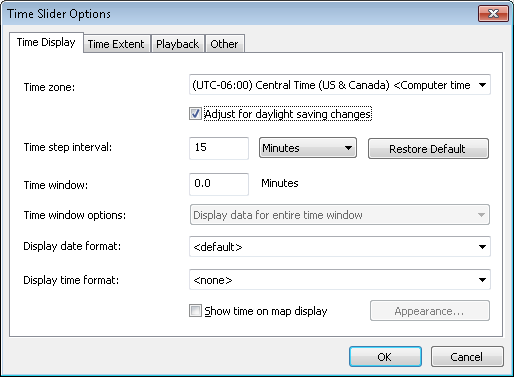 Time Slider Options
Time Display Time Extent Playback Other
Time zone: (UTC-06:00) Central Time (US & Canada) <Computer time
Adjust for daylight saving changes
Time step interval: 15 Minutes Restore Default
Time window: 0.0 Minutes
Time window options: Display data for entire time window
Display date format: <default>
Display time format: <none>
Show time on map display Appearance...
OK Cancel